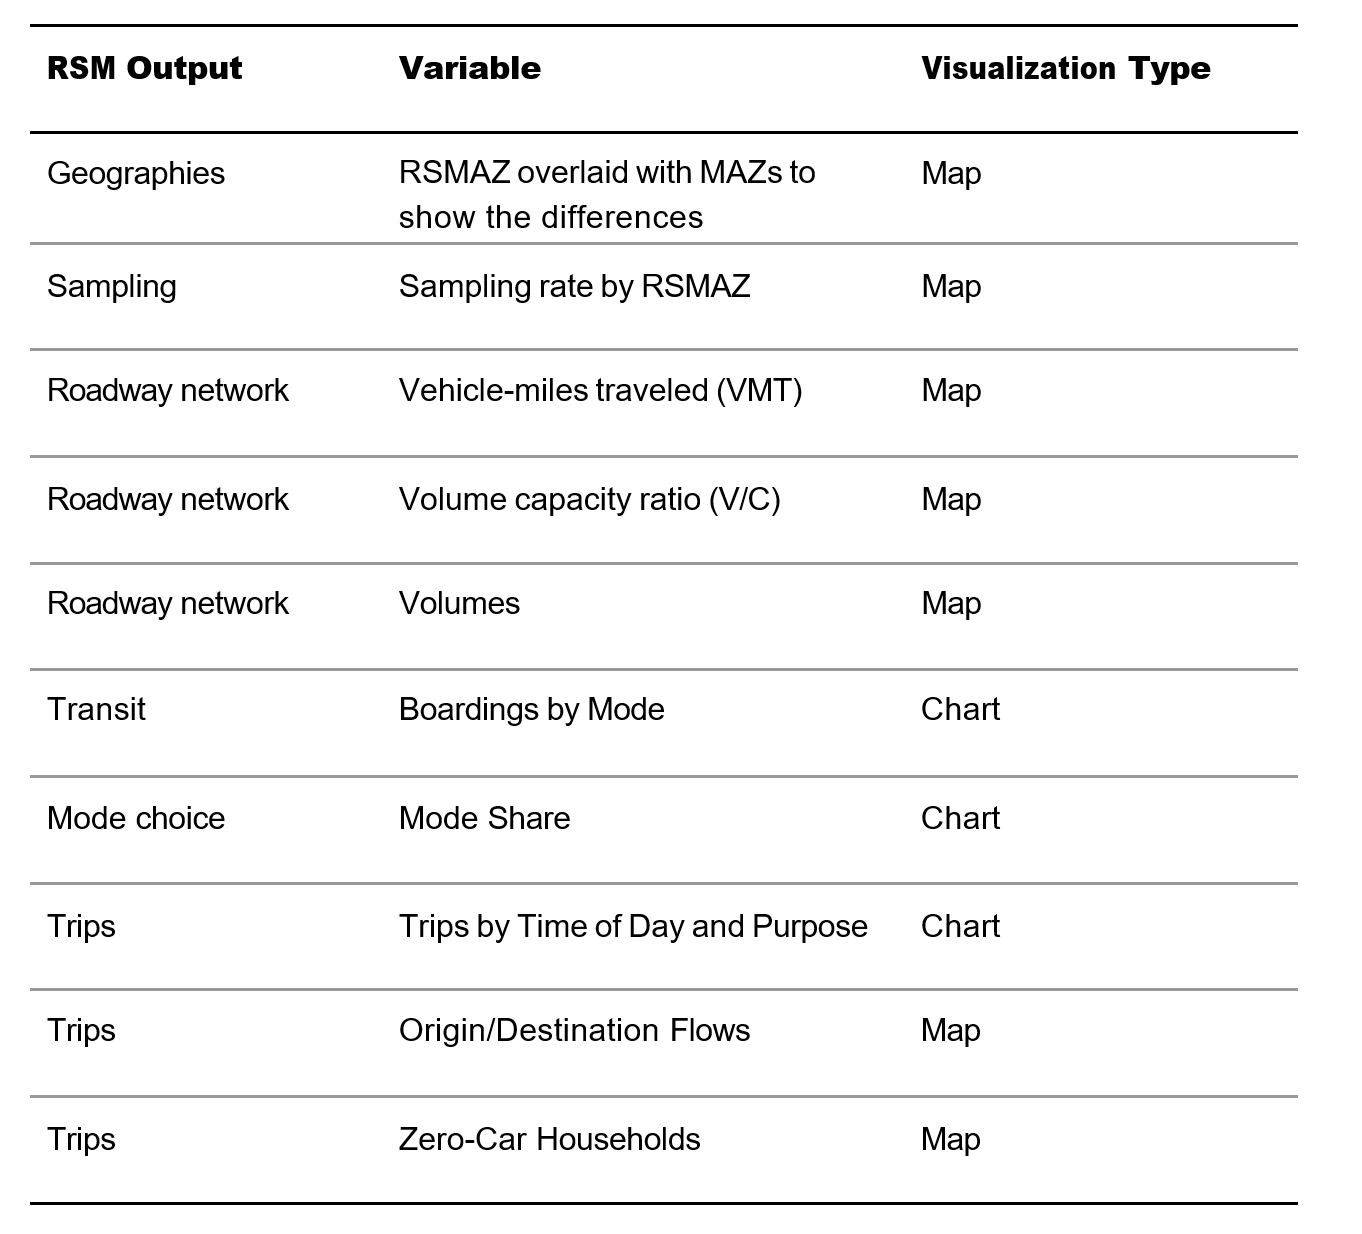 RSM Output Variable Visualization Type
Geographies RSMAZ overlaid with MAZs to Map
show the differences
Sampling Sampling rate by RSMAZ Map
Roadway network Vehicle-miles traveled (VMT) Map
Roadway network Volume capacity ratio (V/C) Map
Roadway network Volumes Map
Transit Boardings by Mode Chart
Mode choice Mode Share Chart
Trips Trips by Time of Day and Purpose Chart
Trips Origin/Destination Flows Map
Trips Zero-Car Households Map